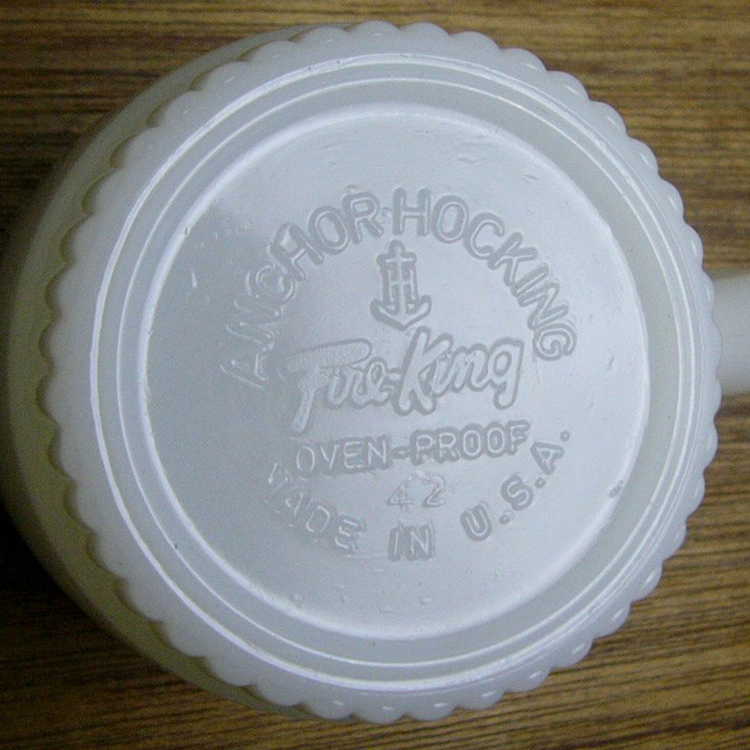 ANCHOR HOCKING
Fire-King
OVEN-PROOF
42
MADE IN U.S.A.